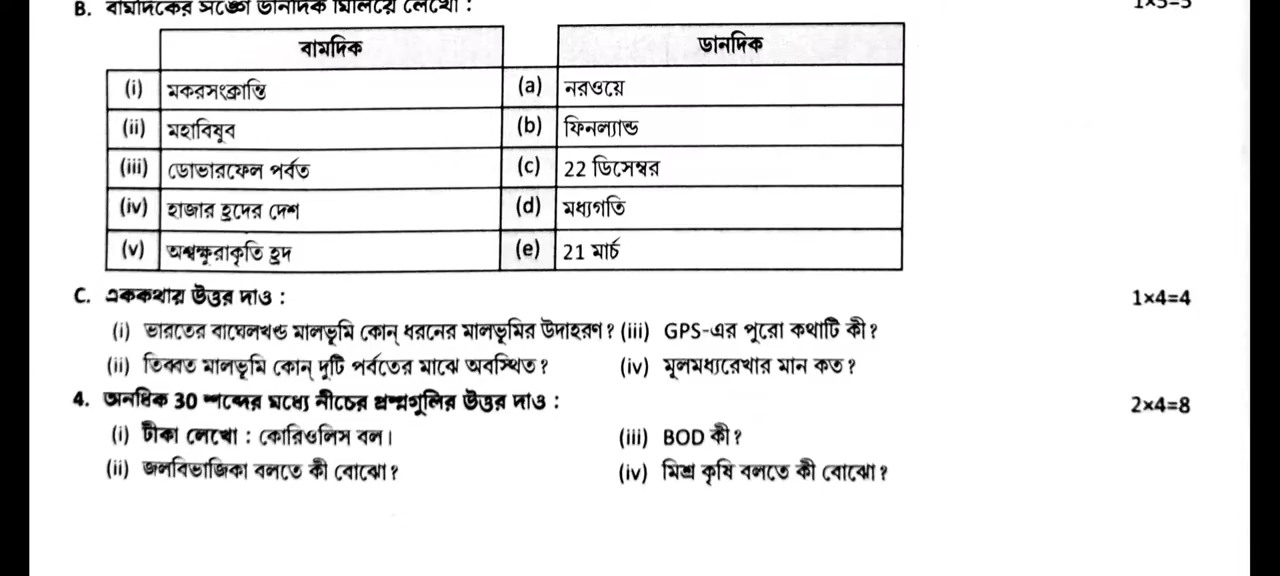 B. বামদিকের সঙ্গে ডানদিক মিলিয়ে লেখো : 1×5=5
বামদিক ডানদিক
(i) মকরসংক্রান্তি (a) নরওয়ে
(ii) মহাবিষুব (b) ফিনল্যান্ড
(iii) ডোভারফেল পর্বত (c) 22 ডিসেম্বর
(iv) হাজার হ্রদের দেশ (d) মধ্যগতি
(v) অশ্বক্ষুরাকৃতি হ্রদ (e) 21 মার্চ
C. এককথায় উত্তর দাও : 1×4=4
(i) ভারতের বাঘেলখণ্ড মালভূমি কোন্ ধরনের মালভূমির উদাহরণ? (iii) GPS-এর পুরো কথাটি কী?
(ii) তিব্বত মালভূমি কোন্ দুটি পর্বতের মাঝে অবস্থিত? (iv) মূলমধ্যরেখার মান কত?
4. অনধিক 30 শব্দের মধ্যে নীচের প্রশ্নগুলির উত্তর দাও : 2×4=8
(i) টীকা লেখো : কোরিওলিস বল। (iii) BOD কী?
(ii) জলবিভাজিকা বলতে কী বোঝো? (iv) মিশ্র কৃষি বলতে কী বোঝো?